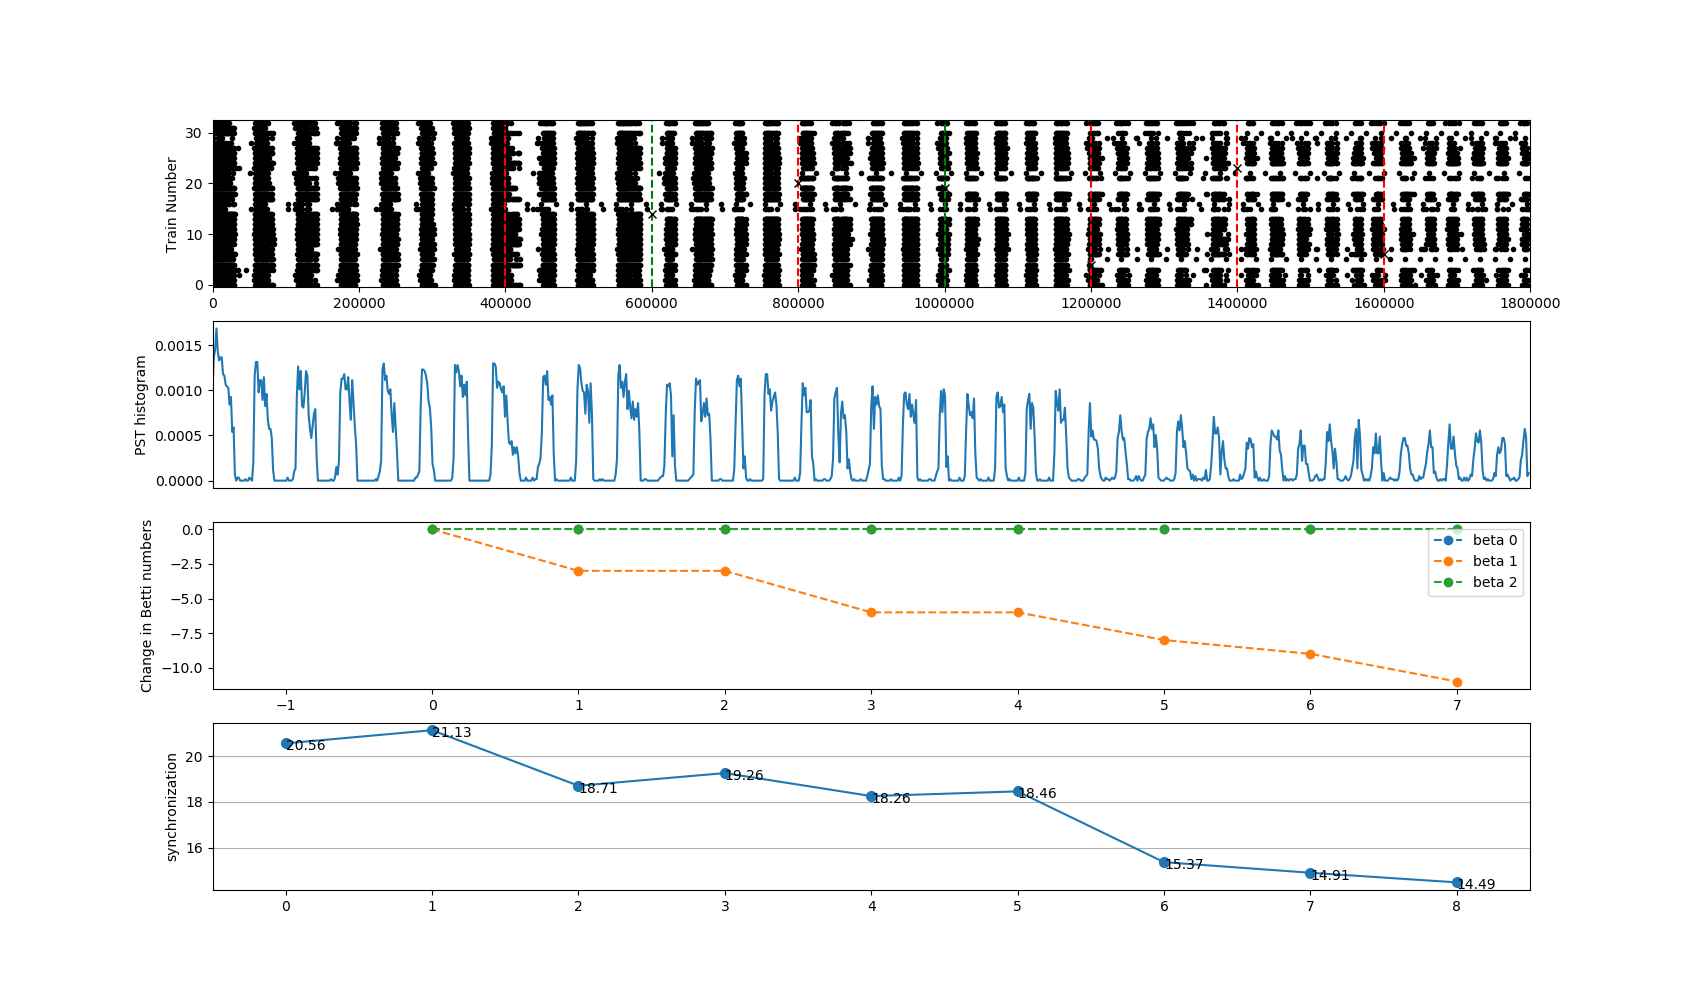 Train Number
30
20
10
0
0 200000 400000 600000 800000 1000000 1200000 1400000 1600000 1800000
PST histogram
0.0015
0.0010
0.0005
0.0000
Change in Betti numbers
0.0
−2.5
−5.0
−7.5
−10.0
beta 0
beta 1
beta 2
−1 0 1 2 3 4 5 6 7
synchronization
20
18
16
20.56 21.13 18.71 19.26 18.26 18.46 15.37 14.91 14.49
0 1 2 3 4 5 6 7 8